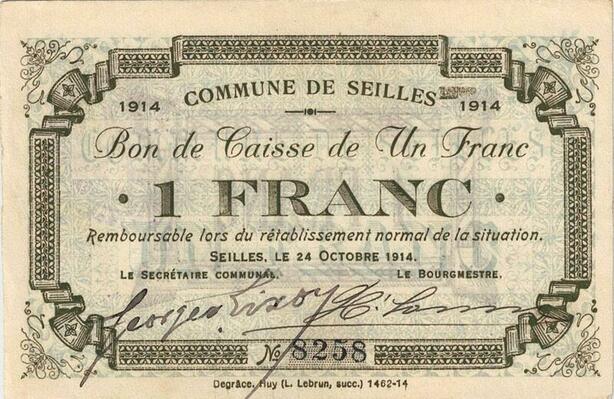 COMMUNE DE SEILLES
1914 1914
Bon de Caisse de Un Franc
· 1 FRANC ·
Remboursable lors du rétablissement normal de la situation.
SEILLES, LE 24 OCTOBRE 1914.
LE SECRÉTAIRE COMMUNAL, LE BOURGMESTRE,
Georges
No 8258
Degrâce, Huy (L. Lebrun, succ.) 1462-14